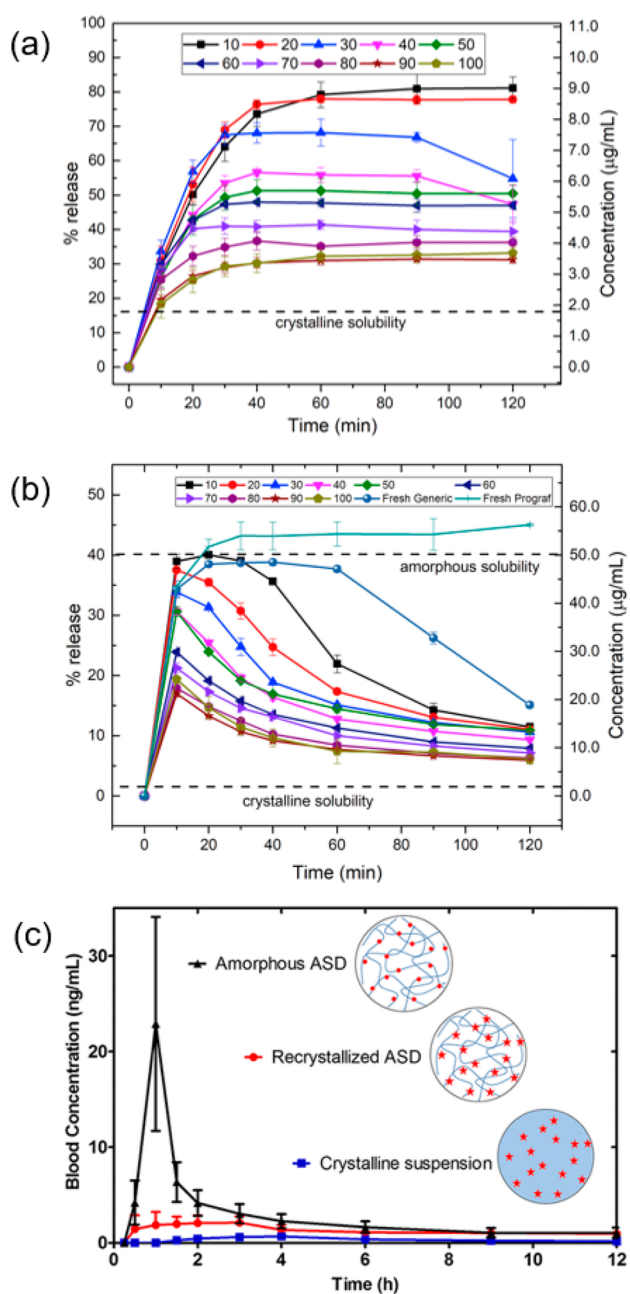 (a)
100
90
80
70
60
50
40
30
20
10
0
% release
10 20 30 40 50
60 70 80 90 100
11.0
10.0
9.0
8.0
7.0
6.0
5.0
4.0
3.0
2.0
1.0
0.0
Concentration (μg/mL)
crystalline solubility
0 20 40 60 80 100 120
Time (min)
(b)
50
45
40
35
30
25
20
15
10
5
0
% release
10 20 30 40 50 60
70 80 90 100 Fresh Generic Fresh Prograf
60.0
50.0
40.0
30.0
20.0
10.0
0.0
Concentration (μg/mL)
amorphous solubility
crystalline solubility
0 20 40 60 80 100 120
Time (min)
(c)
30
20
10
0
Blood Concentration (ng/mL)
Amorphous ASD
Recrystallized ASD
Crystalline suspension
0 2 4 6 8 10 12
Time (h)